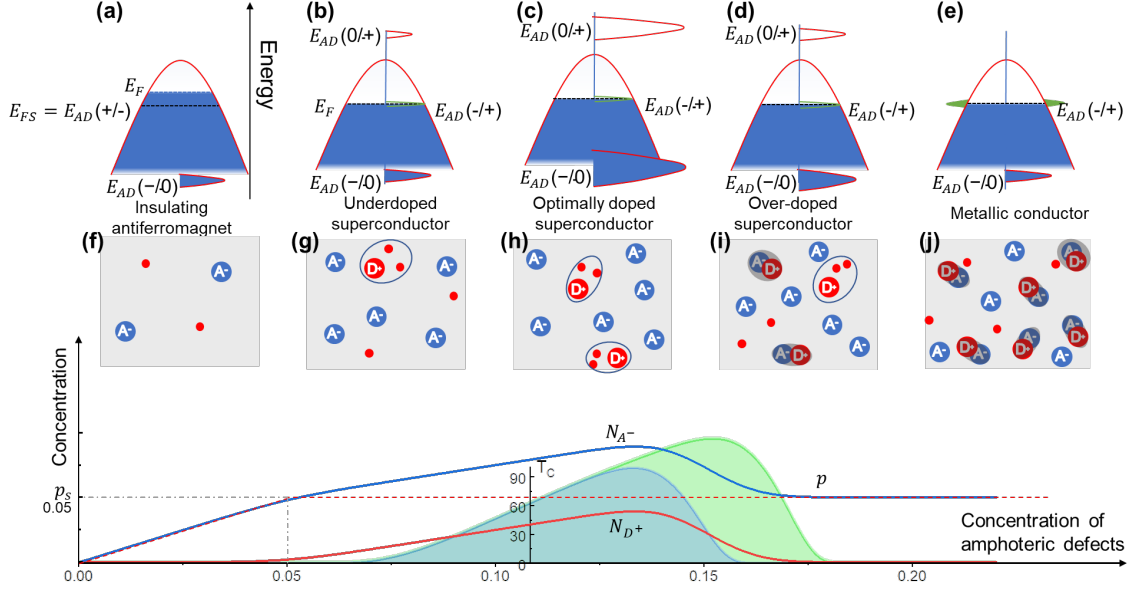 (a)
(b)
(c)
(d)
(e)
Energy
E_AD(0/+)
E_AD(0/+)
E_AD(0/+)
E_F
E_FS = E_AD(+/-)
E_F
E_AD(-/+)
E_AD(-/+)
E_AD(-/+)
E_AD(-/+)
E_AD(−/0)
E_AD(−/0)
E_AD(−/0)
E_AD(−/0)
Insulating
antiferromagnet
Underdoped
superconductor
Optimally doped
superconductor
Over-doped
superconductor
Metallic conductor
(f)
(g)
(h)
(i)
(j)
A-
A-
A-
D+
A-
A-
A-
A-
A-
D+
A-
A-
A-
A-
D+
A-
D+
D+
A-
A-
A-
A-
A-
D+
A-
A-
D+
D+
A-
A-
D+
A-
A-
D+
A-
A-
D+
A-
D+
A-
D+
Concentration
p_s
0.05
N_A−
T_C
90
60
30
0
N_D+
p
Concentration of
amphoteric defects
0.00
0.05
0.10
0.15
0.20